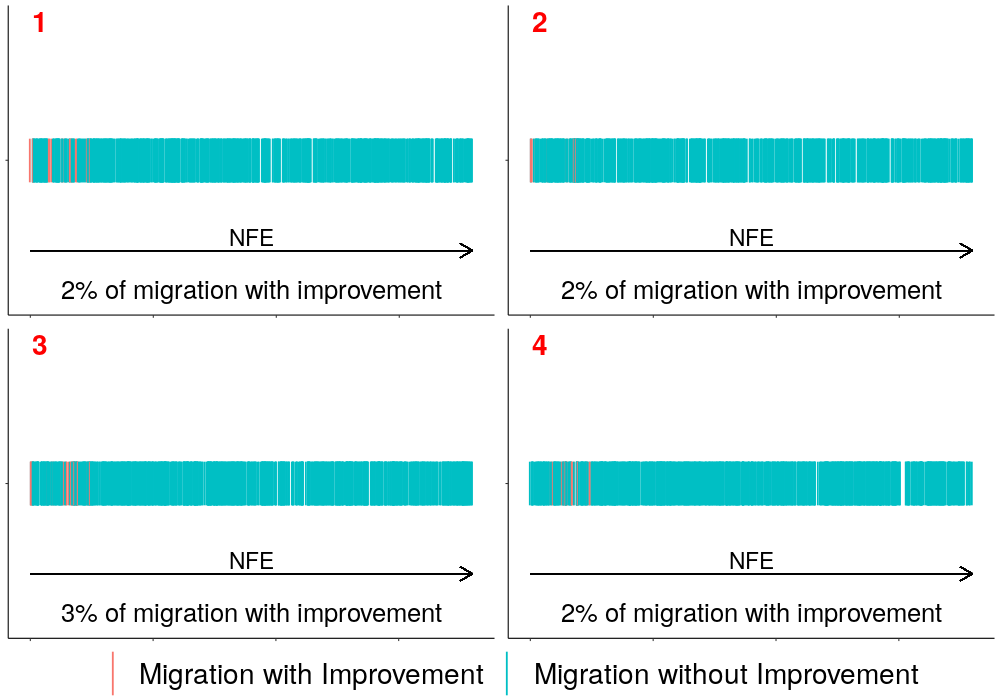 1
NFE
2% of migration with improvement
2
NFE
2% of migration with improvement
3
NFE
3% of migration with improvement
4
NFE
2% of migration with improvement
Migration with Improvement
Migration without Improvement